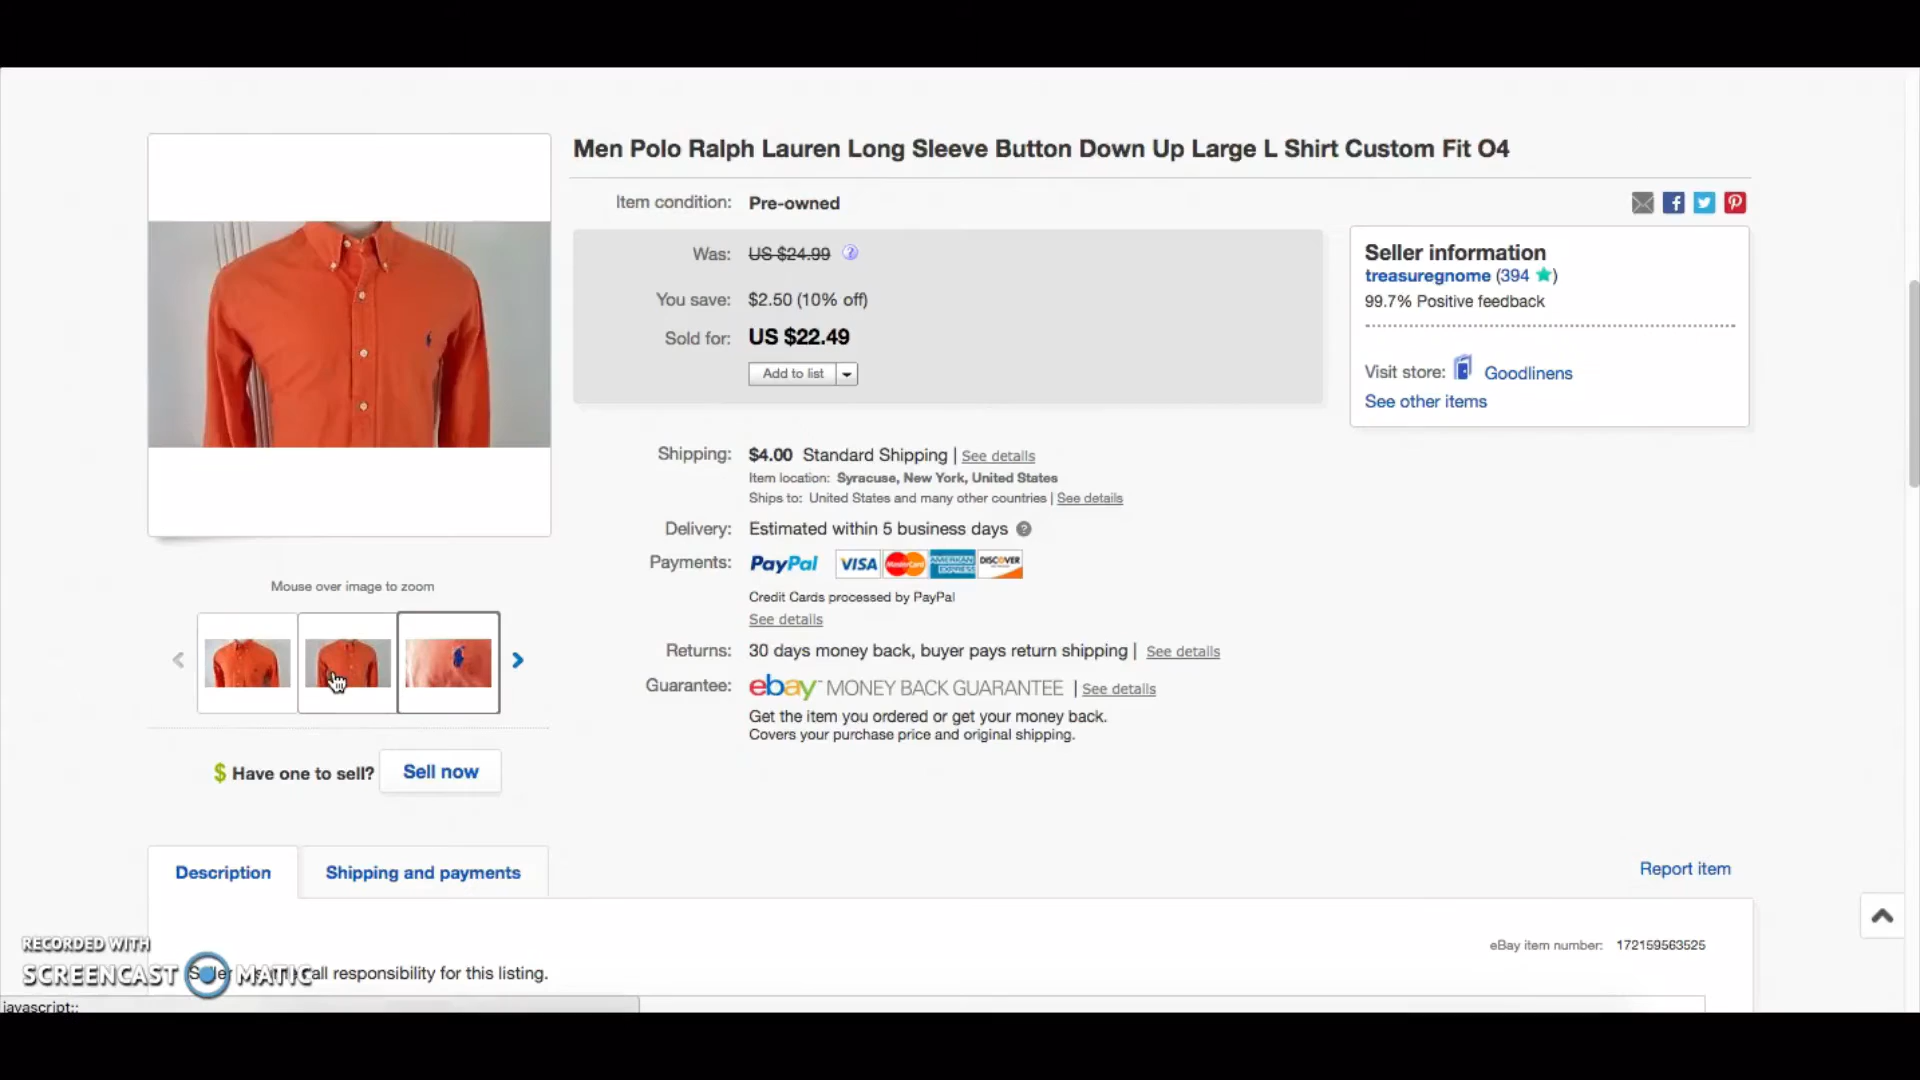 Men Polo Ralph Lauren Long Sleeve Button Down Up Large L Shirt Custom Fit O4
Item condition: Pre-owned
Was: US $24.99
You save: $2.50 (10% off)
Sold for: US $22.49
Add to list
Seller information
treasuregnome (394)
99.7% Positive feedback
Visit store: Goodlinens
See other items
Shipping: $4.00 Standard Shipping | See details
Item location: Syracuse, New York, United States
Ships to: United States and many other countries | See details
Delivery: Estimated within 5 business days
Payments: PayPal VISA MasterCard AMERICAN EXPRESS DISCOVER
Credit Cards processed by PayPal
See details
Returns: 30 days money back, buyer pays return shipping | See details
Guarantee: ebay MONEY BACK GUARANTEE | See details
Get the item you ordered or get your money back.
Covers your purchase price and original shipping.
Mouse over image to zoom
$ Have one to sell? Sell now
Description
Shipping and payments
Report item
eBay item number: 172159563525
all responsibility for this listing.
RECORDED WITH
SCREENCAST MATIC
javascript:;